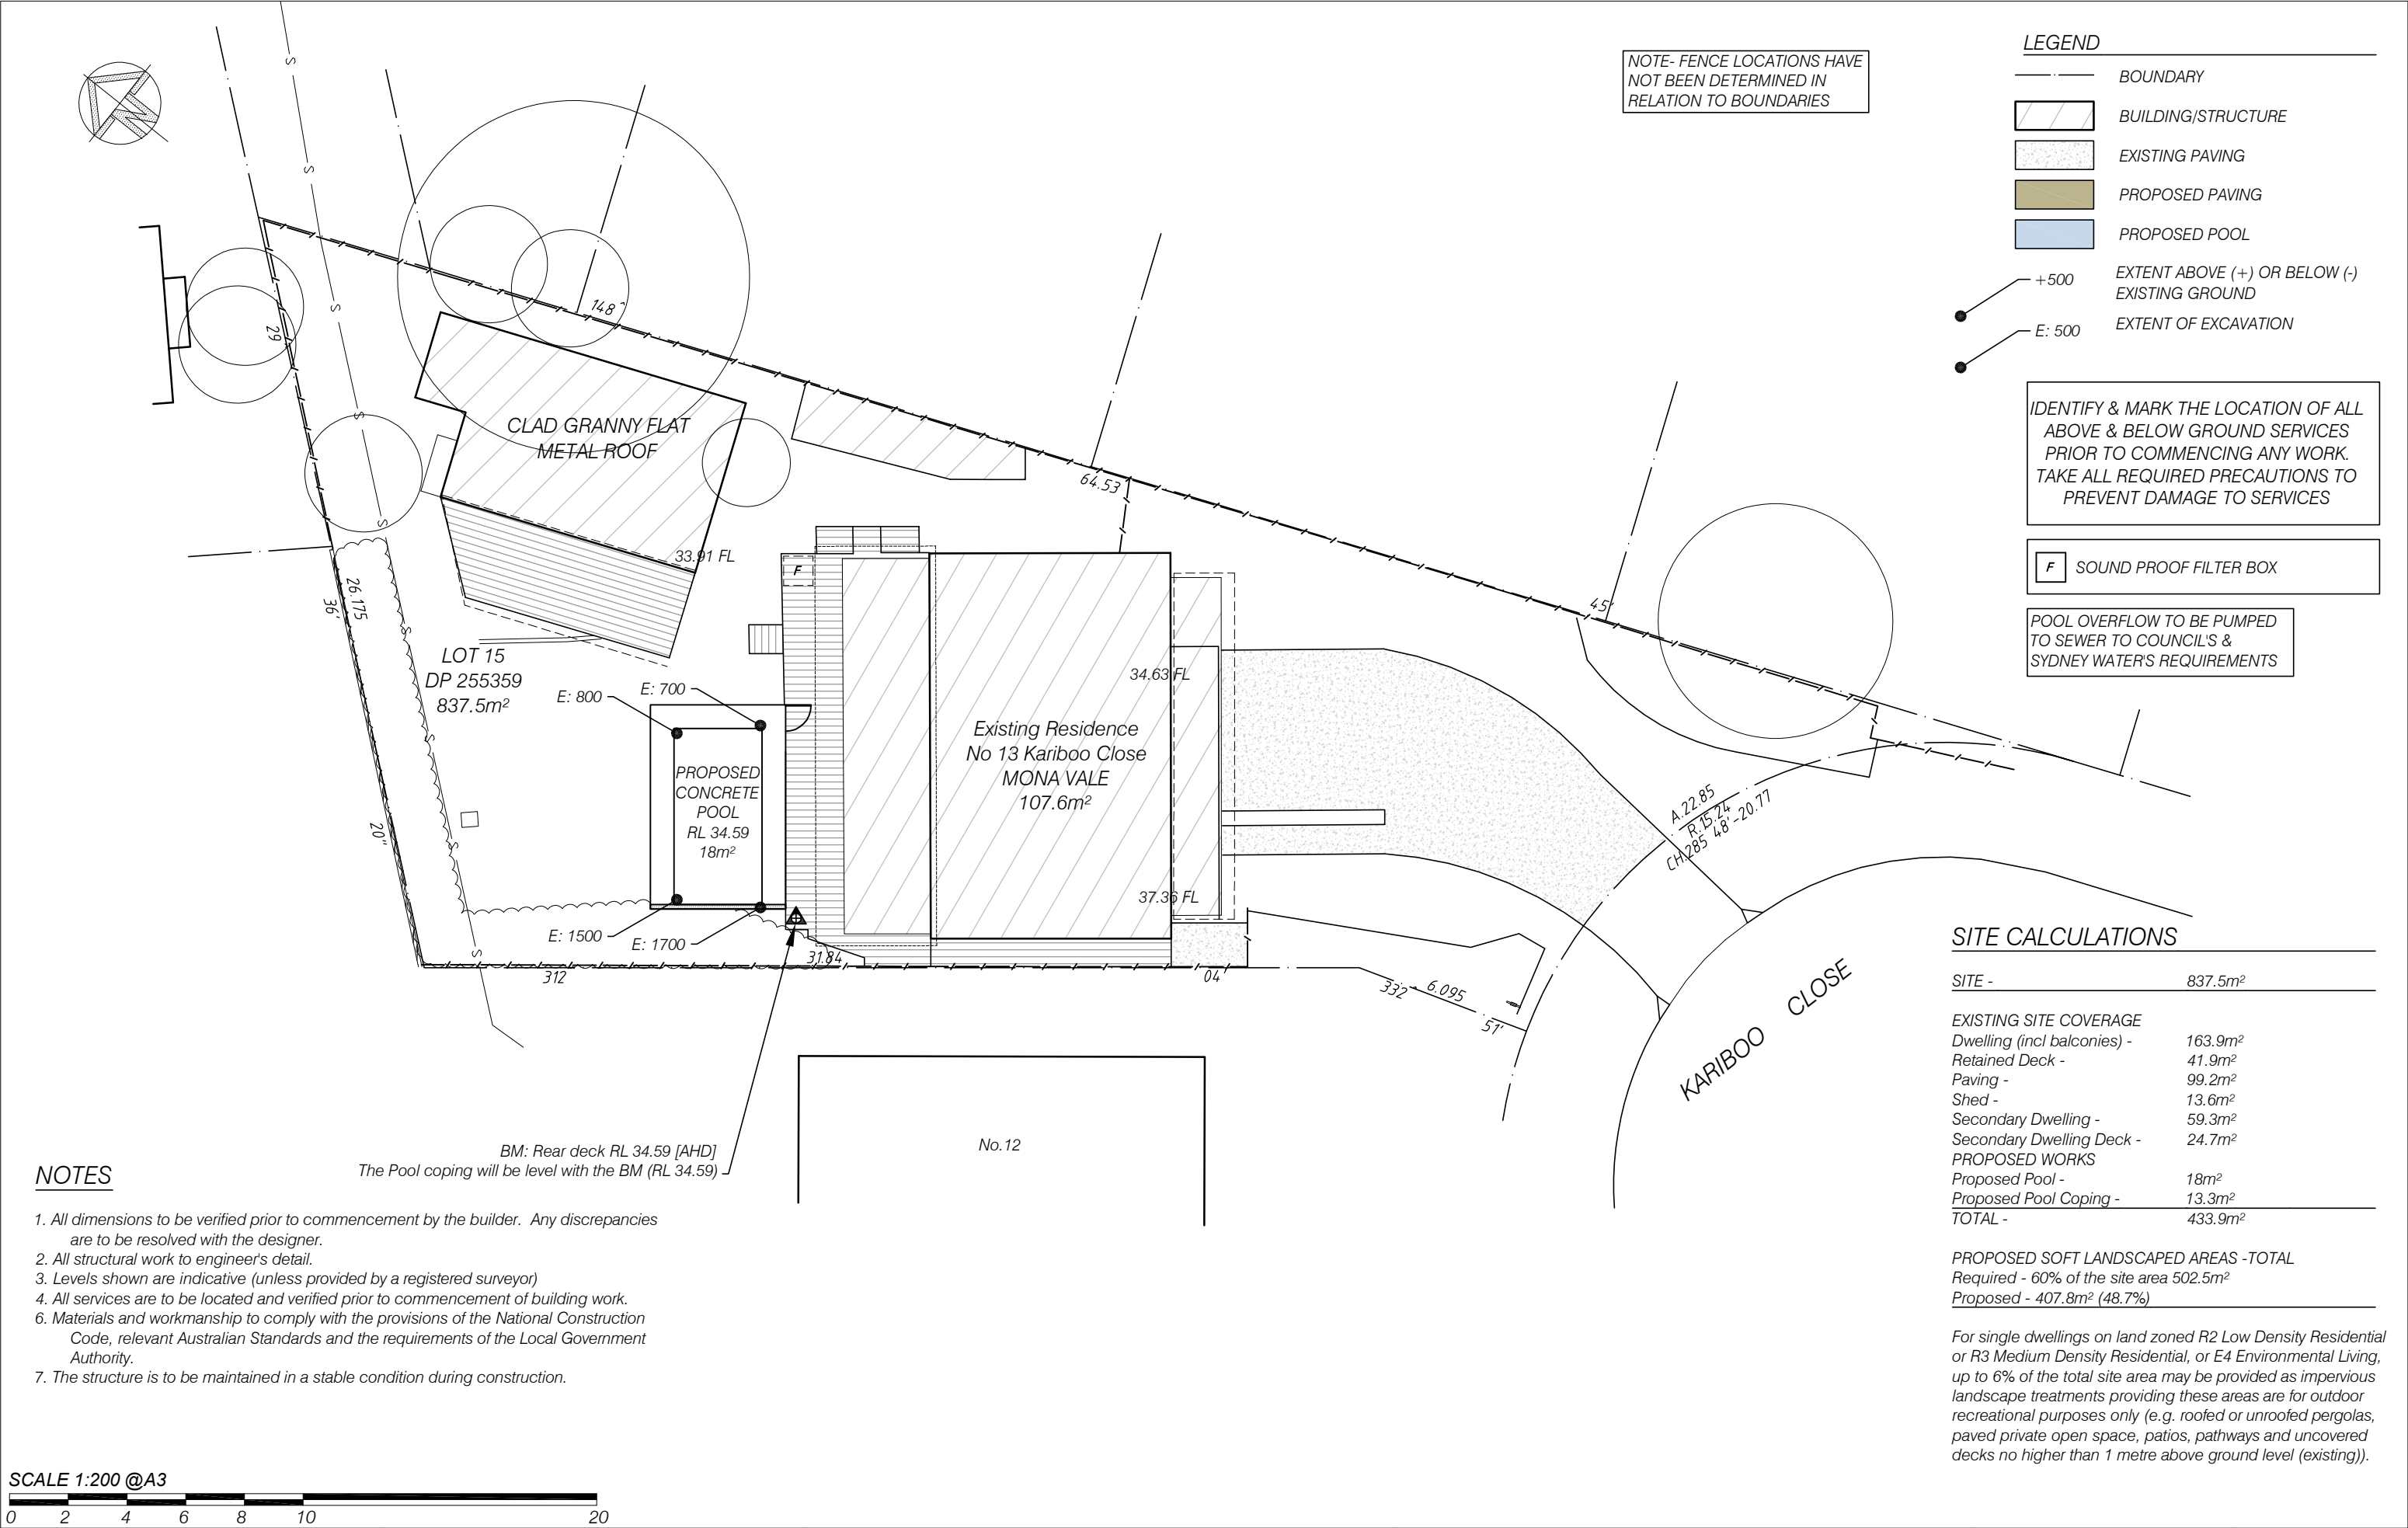 NOTE- FENCE LOCATIONS HAVE
NOT BEEN DETERMINED IN
RELATION TO BOUNDARIES
LEGEND
BOUNDARY
BUILDING/STRUCTURE
EXISTING PAVING
PROPOSED PAVING
PROPOSED POOL
+500
EXTENT ABOVE (+) OR BELOW (-)
EXISTING GROUND
E: 500
EXTENT OF EXCAVATION
IDENTIFY & MARK THE LOCATION OF ALL
ABOVE & BELOW GROUND SERVICES
PRIOR TO COMMENCING ANY WORK.
TAKE ALL REQUIRED PRECAUTIONS TO
PREVENT DAMAGE TO SERVICES
F SOUND PROOF FILTER BOX
POOL OVERFLOW TO BE PUMPED
TO SEWER TO COUNCIL'S &
SYDNEY WATER'S REQUIREMENTS
N
S
S
S
S
S
S
S
S
S
148°
29
64.53
45'
CLAD GRANNY FLAT
METAL ROOF
33.91 FL
F
26.175
36'
20"
LOT 15
DP 255359
837.5m²
E: 800
E: 700
PROPOSED
CONCRETE
POOL
RL 34.59
18m²
E: 1500
E: 1700
34.63 FL
Existing Residence
No 13 Kariboo Close
MONA VALE
107.6m²
37.36 FL
A.22.85
R.15.24
CH.285 48'-20.77
312
31.84
04
332
6.095
51'
KARIBOO CLOSE
No.12
BM: Rear deck RL 34.59 [AHD]
The Pool coping will be level with the BM (RL 34.59)
NOTES
1. All dimensions to be verified prior to commencement by the builder. Any discrepancies
are to be resolved with the designer.
2. All structural work to engineer's detail.
3. Levels shown are indicative (unless provided by a registered surveyor)
4. All services are to be located and verified prior to commencement of building work.
6. Materials and workmanship to comply with the provisions of the National Construction
Code, relevant Australian Standards and the requirements of the Local Government
Authority.
7. The structure is to be maintained in a stable condition during construction.
SITE CALCULATIONS
SITE - 837.5m²
EXISTING SITE COVERAGE
Dwelling (incl balconies) - 163.9m²
Retained Deck - 41.9m²
Paving - 99.2m²
Shed - 13.6m²
Secondary Dwelling - 59.3m²
Secondary Dwelling Deck - 24.7m²
PROPOSED WORKS
Proposed Pool - 18m²
Proposed Pool Coping - 13.3m²
TOTAL - 433.9m²
PROPOSED SOFT LANDSCAPED AREAS -TOTAL
Required - 60% of the site area 502.5m²
Proposed - 407.8m² (48.7%)
For single dwellings on land zoned R2 Low Density Residential
or R3 Medium Density Residential, or E4 Environmental Living,
up to 6% of the total site area may be provided as impervious
landscape treatments providing these areas are for outdoor
recreational purposes only (e.g. roofed or unroofed pergolas,
paved private open space, patios, pathways and uncovered
decks no higher than 1 metre above ground level (existing)).
SCALE 1:200 @A3
0 2 4 6 8 10 20